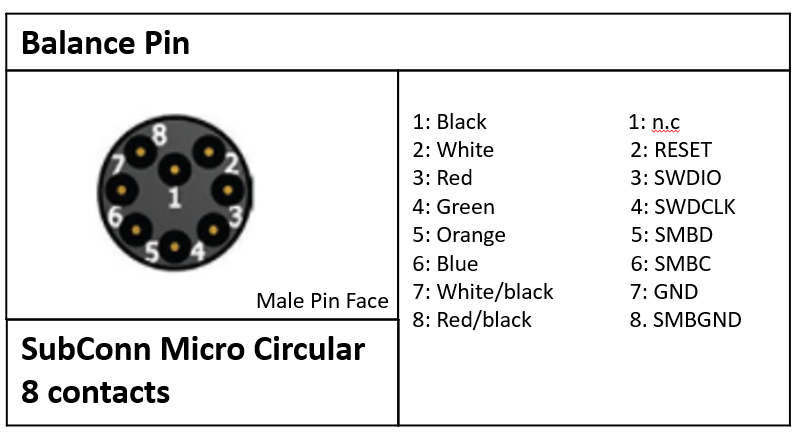 Balance Pin
8
7
2
1
6
3
5
4
Male Pin Face
SubConn Micro Circular
8 contacts
1: Black
2: White
3: Red
4: Green
5: Orange
6: Blue
7: White/black
8: Red/black
1: n.c
2: RESET
3: SWDIO
4: SWDCLK
5: SMBD
6: SMBC
7: GND
8. SMBGND